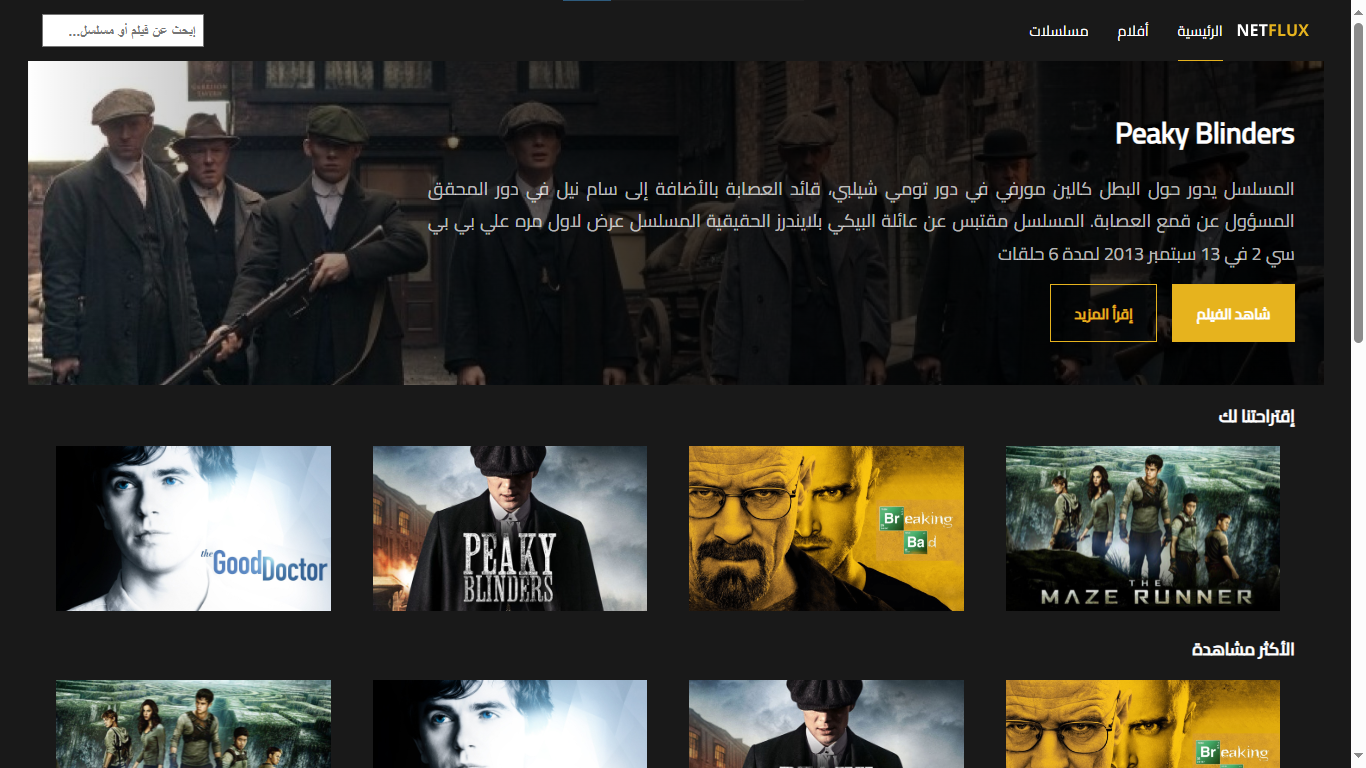 NETFLUX
الرئيسية
أفلام
مسلسلات
إبحث عن فيلم أو مسلسل...
Peaky Blinders
المسلسل يدور حول البطل كالين مورفي في دور تومي شيلبي، قائد العصابة بالأضافة إلى سام نيل في دور المحقق
المسؤول عن قمع العصابة. المسلسل مقتبس عن عائلة البيكي بلايندرز الحقيقية المسلسل عرض لاول مره علي بي بي
سي 2 في 13 سبتمبر 2013 لمدة 6 حلقات
شاهد الفيلم
إقرأ المزيد
إقتراحتنا لك
THE
MAZE RUNNER
Breaking
Bad
PEAKY
BLINDERS
the GoodDoctor
الأكثر مشاهدة
Breaking